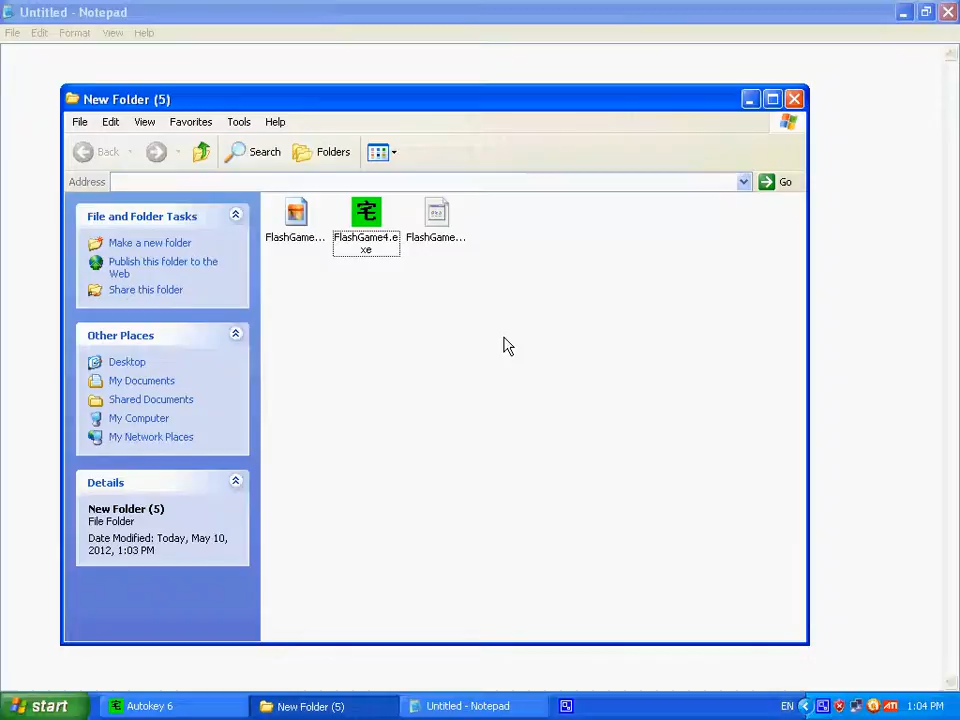 Untitled - Notepad
File Edit Format View Help
New Folder (5)
File Edit View Favorites Tools Help
Back Search Folders
Address Go
File and Folder Tasks
Make a new folder
Publish this folder to the
Web
Share this folder
Other Places
Desktop
My Documents
Shared Documents
My Computer
My Network Places
Details
New Folder (5)
File Folder
Date Modified: Today, May 10,
2012, 1:03 PM
宅
FlashGame... FlashGame4.e
xe
FlashGame...
start 宅 Autokey 6 New Folder (5) Untitled - Notepad EN ATI 1:04 PM